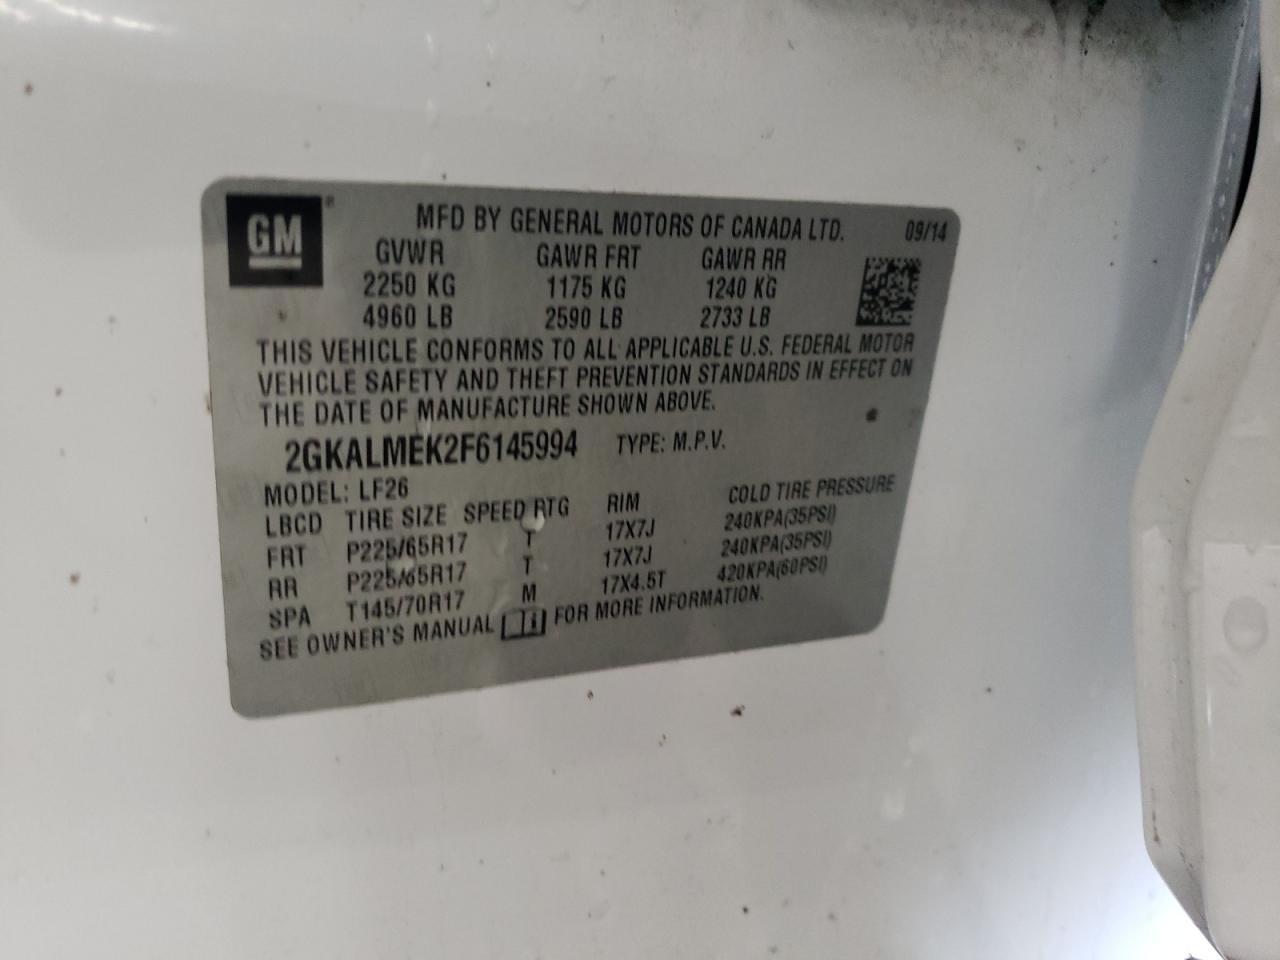 GM®
MFD BY GENERAL MOTORS OF CANADA LTD. 09/14
GVWR GAWR FRT GAWR RR
2250 KG 1175 KG 1240 KG
4960 LB 2590 LB 2733 LB
THIS VEHICLE CONFORMS TO ALL APPLICABLE U.S. FEDERAL MOTOR
VEHICLE SAFETY AND THEFT PREVENTION STANDARDS IN EFFECT ON
THE DATE OF MANUFACTURE SHOWN ABOVE.
2GKALMEK2F6145994 TYPE: M.P.V.
MODEL: LF26
LBCD TIRE SIZE SPEED RTG RIM COLD TIRE PRESSURE
FRT P225/65R17 T 17X7J 240KPA(35PSI)
RR P225/65R17 T 17X7J 240KPA(35PSI)
SPA T145/70R17 M 17X4.5T 420KPA(60PSI)
SEE OWNER'S MANUAL FOR MORE INFORMATION.